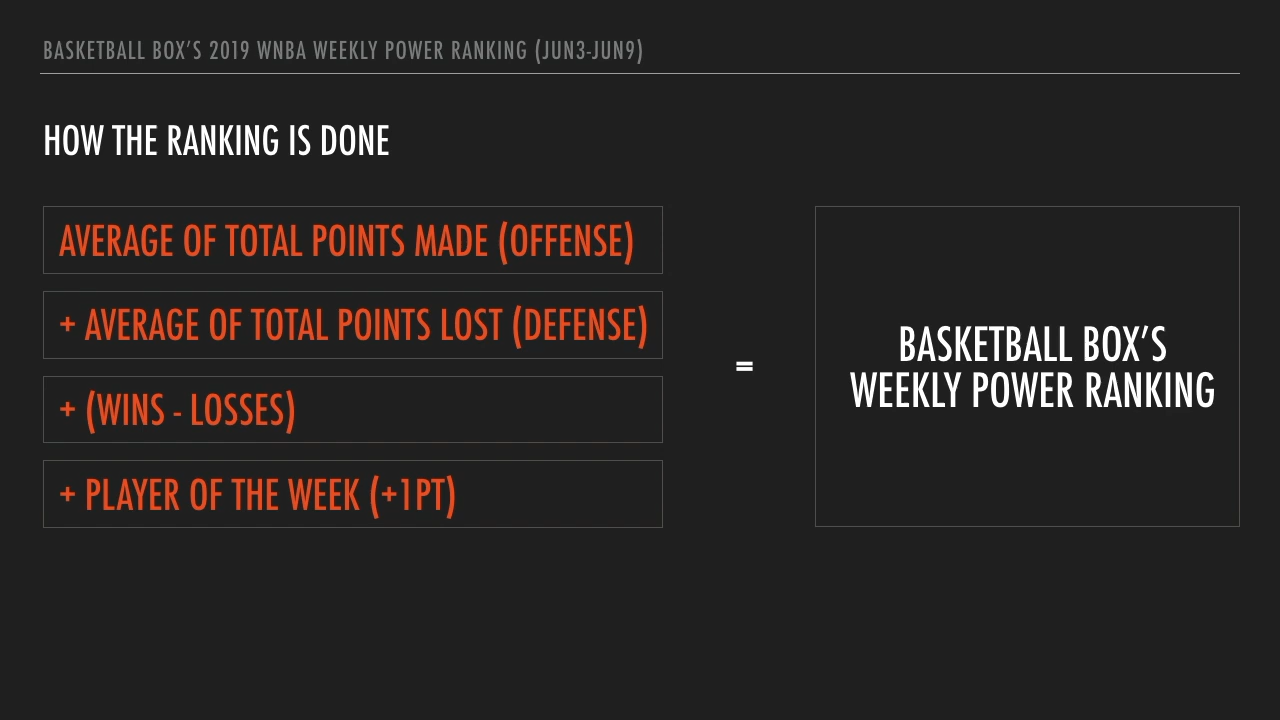 BASKETBALL BOX’S 2019 WNBA WEEKLY POWER RANKING (JUN3-JUN9)
HOW THE RANKING IS DONE
AVERAGE OF TOTAL POINTS MADE (OFFENSE)
+ AVERAGE OF TOTAL POINTS LOST (DEFENSE)
+ (WINS - LOSSES)
+ PLAYER OF THE WEEK (+1PT)
=
BASKETBALL BOX’S
WEEKLY POWER RANKING